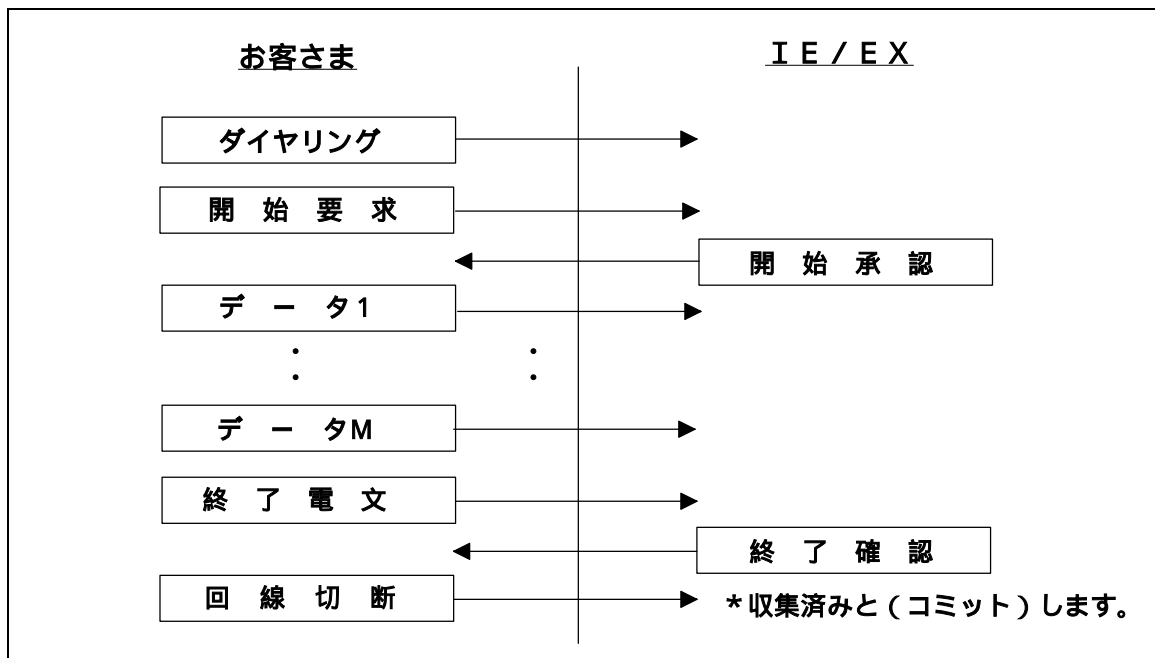 お客さま
ＩＥ/ＥＸ
ダイヤリング
開始要求
開始承認
データ1
： ：
データM
終了電文
終了確認
回線切断
*収集済みと（コミット）します。